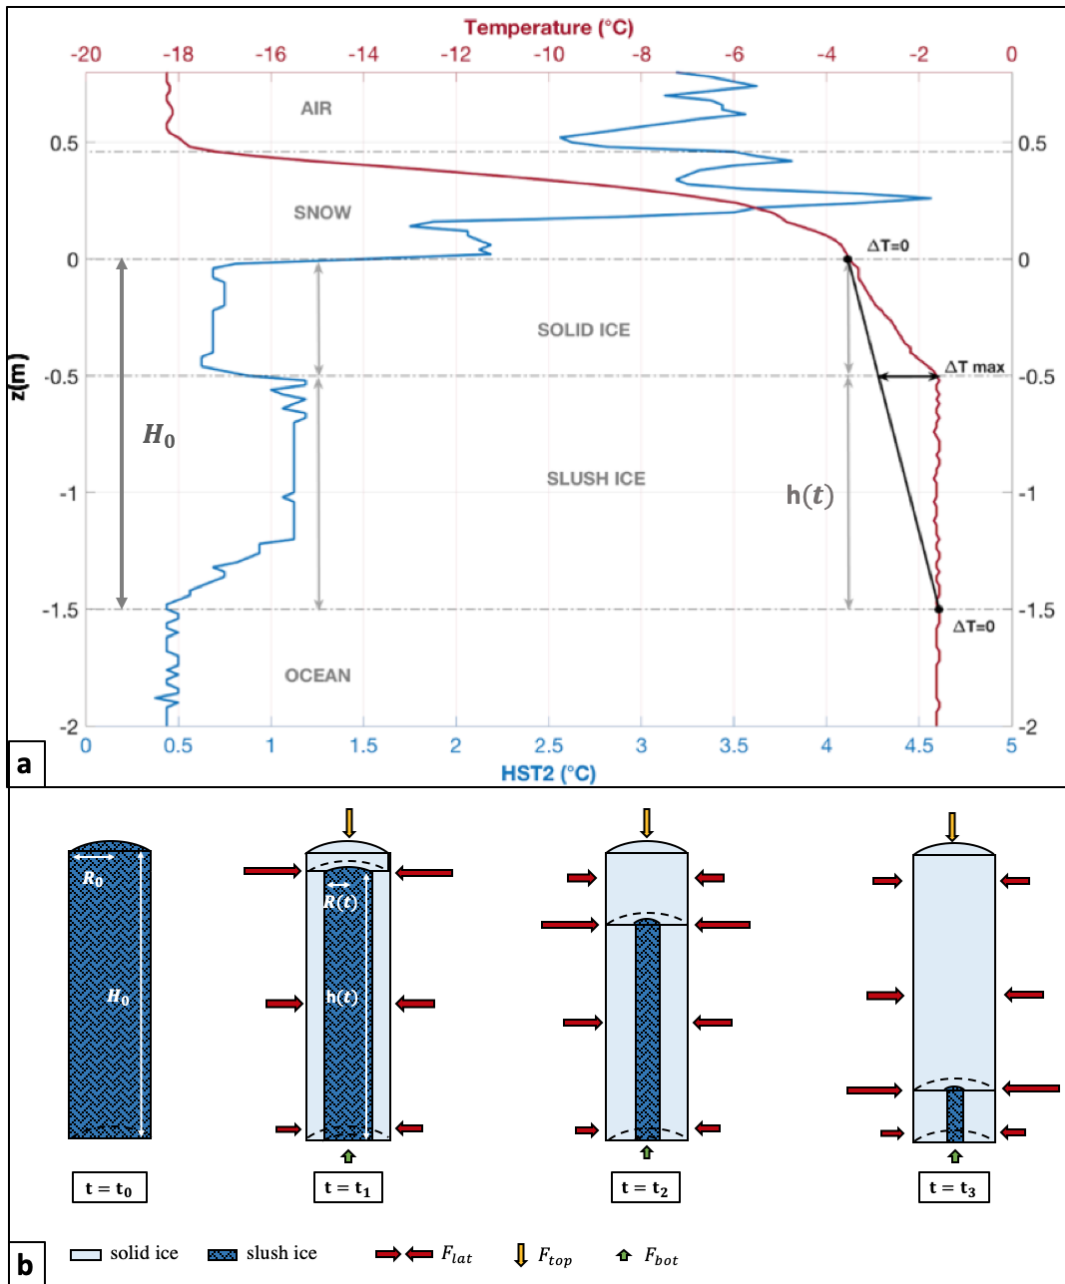 Temperature (°C)
-20 -18 -16 -14 -12 -10 -8 -6 -4 -2 0
AIR
0.5 0.5
SNOW
ΔT=0
0 0
SOLID ICE
z(m)
-0.5 ΔT max -0.5
H₀
SLUSH ICE
h(t)
-1 -1
-1.5 -1.5
ΔT=0
OCEAN
-2 -2
0 0.5 1 1.5 2 2.5 3 3.5 4 4.5 5
HST2 (°C)
a
R₀
R(t)
H₀ h(t)
t = t₀ t = t₁ t = t₂ t = t₃
b solid ice slush ice F_lat F_top F_bot